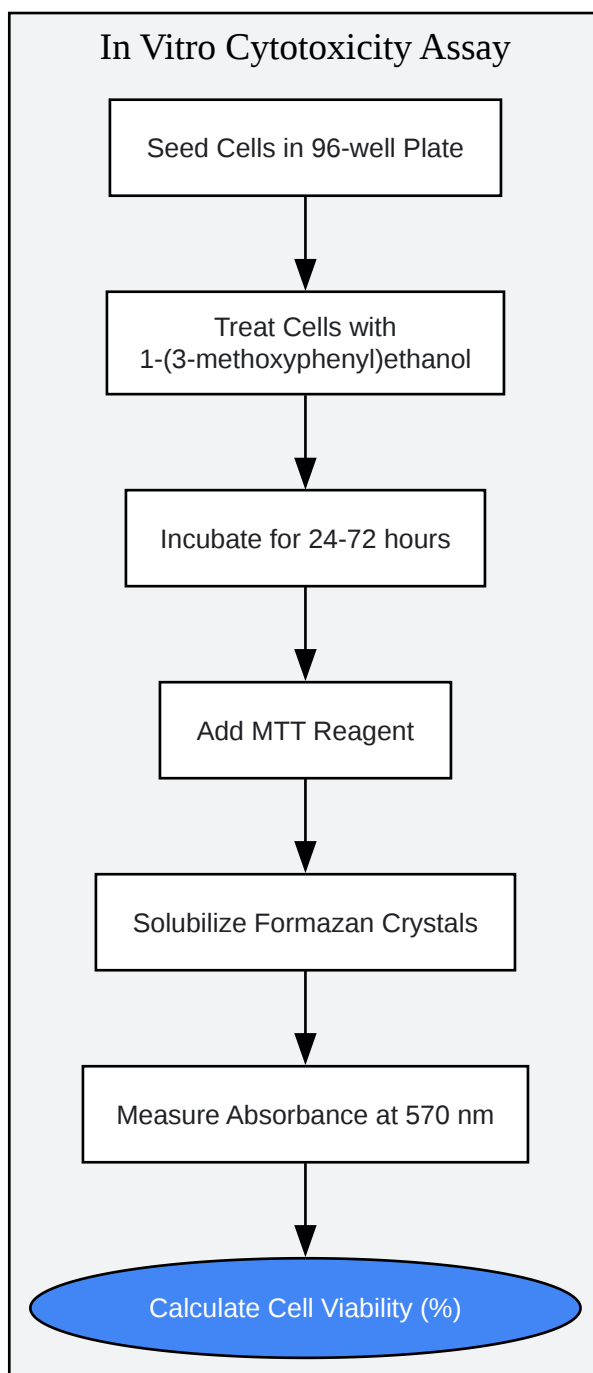 In Vitro Cytotoxicity Assay
Seed Cells in 96-well Plate
Treat Cells with
1-(3-methoxyphenyl)ethanol
Incubate for 24-72 hours
Add MTT Reagent
Solubilize Formazan Crystals
Measure Absorbance at 570 nm
Calculate Cell Viability (%)